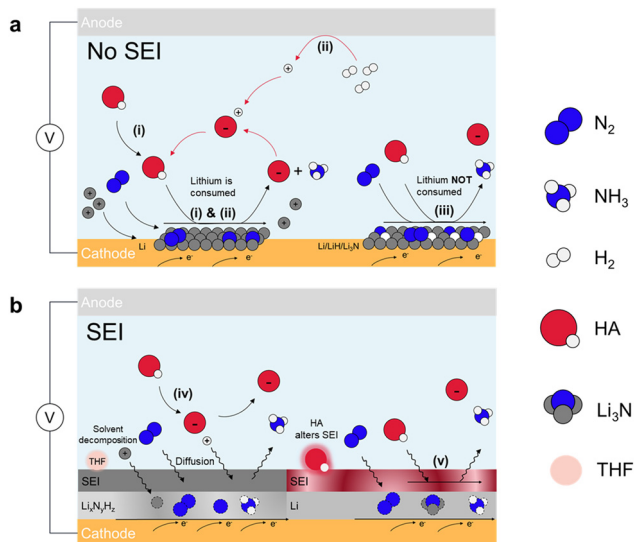 a
Anode
No SEI
(ii)
+
(i)
-
+
-
+
-
V
Lithium is
consumed
Lithium NOT
consumed
(i) & (ii)
(iii)
+
+
+
+
Li
Li/LiH/Li₃N
Cathode
e⁻ e⁻ e⁻ e⁻
b
Anode
SEI
(iv)
-
-
-
+
V
Solvent
decomposition
+
THF
Diffusion
HA
alters SEI
(v)
SEI
SEI
LiₓNᵧH_z
Li
Cathode
e⁻ e⁻ e⁻ e⁻
N₂
NH₃
H₂
HA
Li₃N
THF